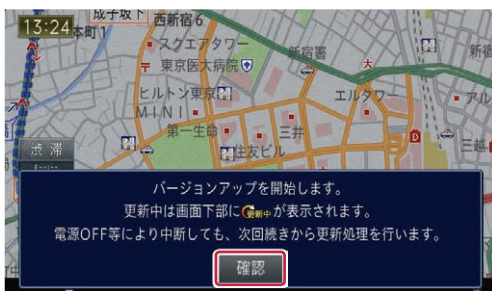 13:24
成子坂下
西新宿6
本町1
スクエアタワー
東京医大病院
新宿署
ヒルトン東京
MINI
エルタワー
アル
第一生命
三井
住友ビル
三越
渋滞
バージョンアップを開始します。
更新中は画面下部に更新中が表示されます。
電源OFF等により中断しても、次回続きから更新処理を行います。
確認